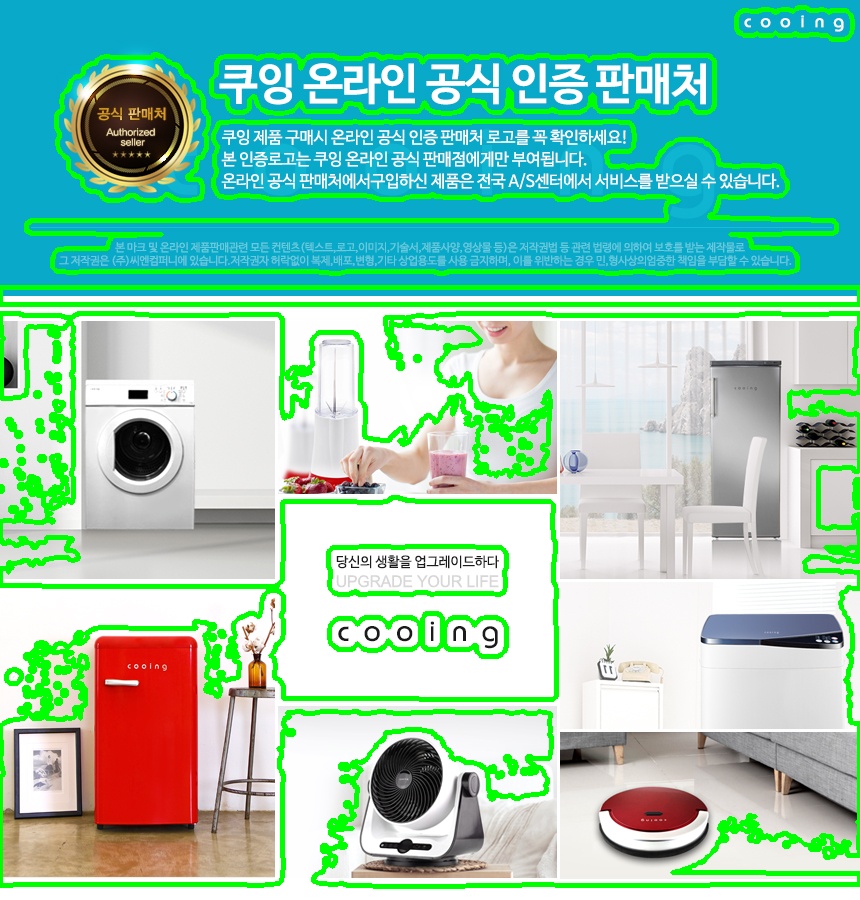 cooing
쿠잉 온라인 공식 인증 판매처
공식 판매처
Authorized
seller
쿠잉 제품 구매시 온라인 공식 인증 판매처 로고를 꼭 확인하세요!
본 인증로고는 쿠잉 온라인 공식 판매점에게만 부여됩니다.
온라인 공식 판매처에서구입하신 제품은 전국 A/S센터에서 서비스를 받으실 수 있습니다.
본 마크 및 온라인 제품판매관련 모든 컨텐츠(텍스트,로고,이미지,기술서,제품사양,영상물 등)은 저작권법 등 관련 법령에 의하여 보호를 받는 제작물로
그 저작권은 (주)씨엔컴퍼니에 있습니다. 저작권자 허락없이 복제,배포,변형,기타 상업용도를 사용 금지하며, 이를 위반하는 경우 민,형사상의엄중한 책임을 부담할 수 있습니다.
cooing
당신의 생활을 업그레이드하다
UPGRADE YOUR LIFE
cooing
cooing